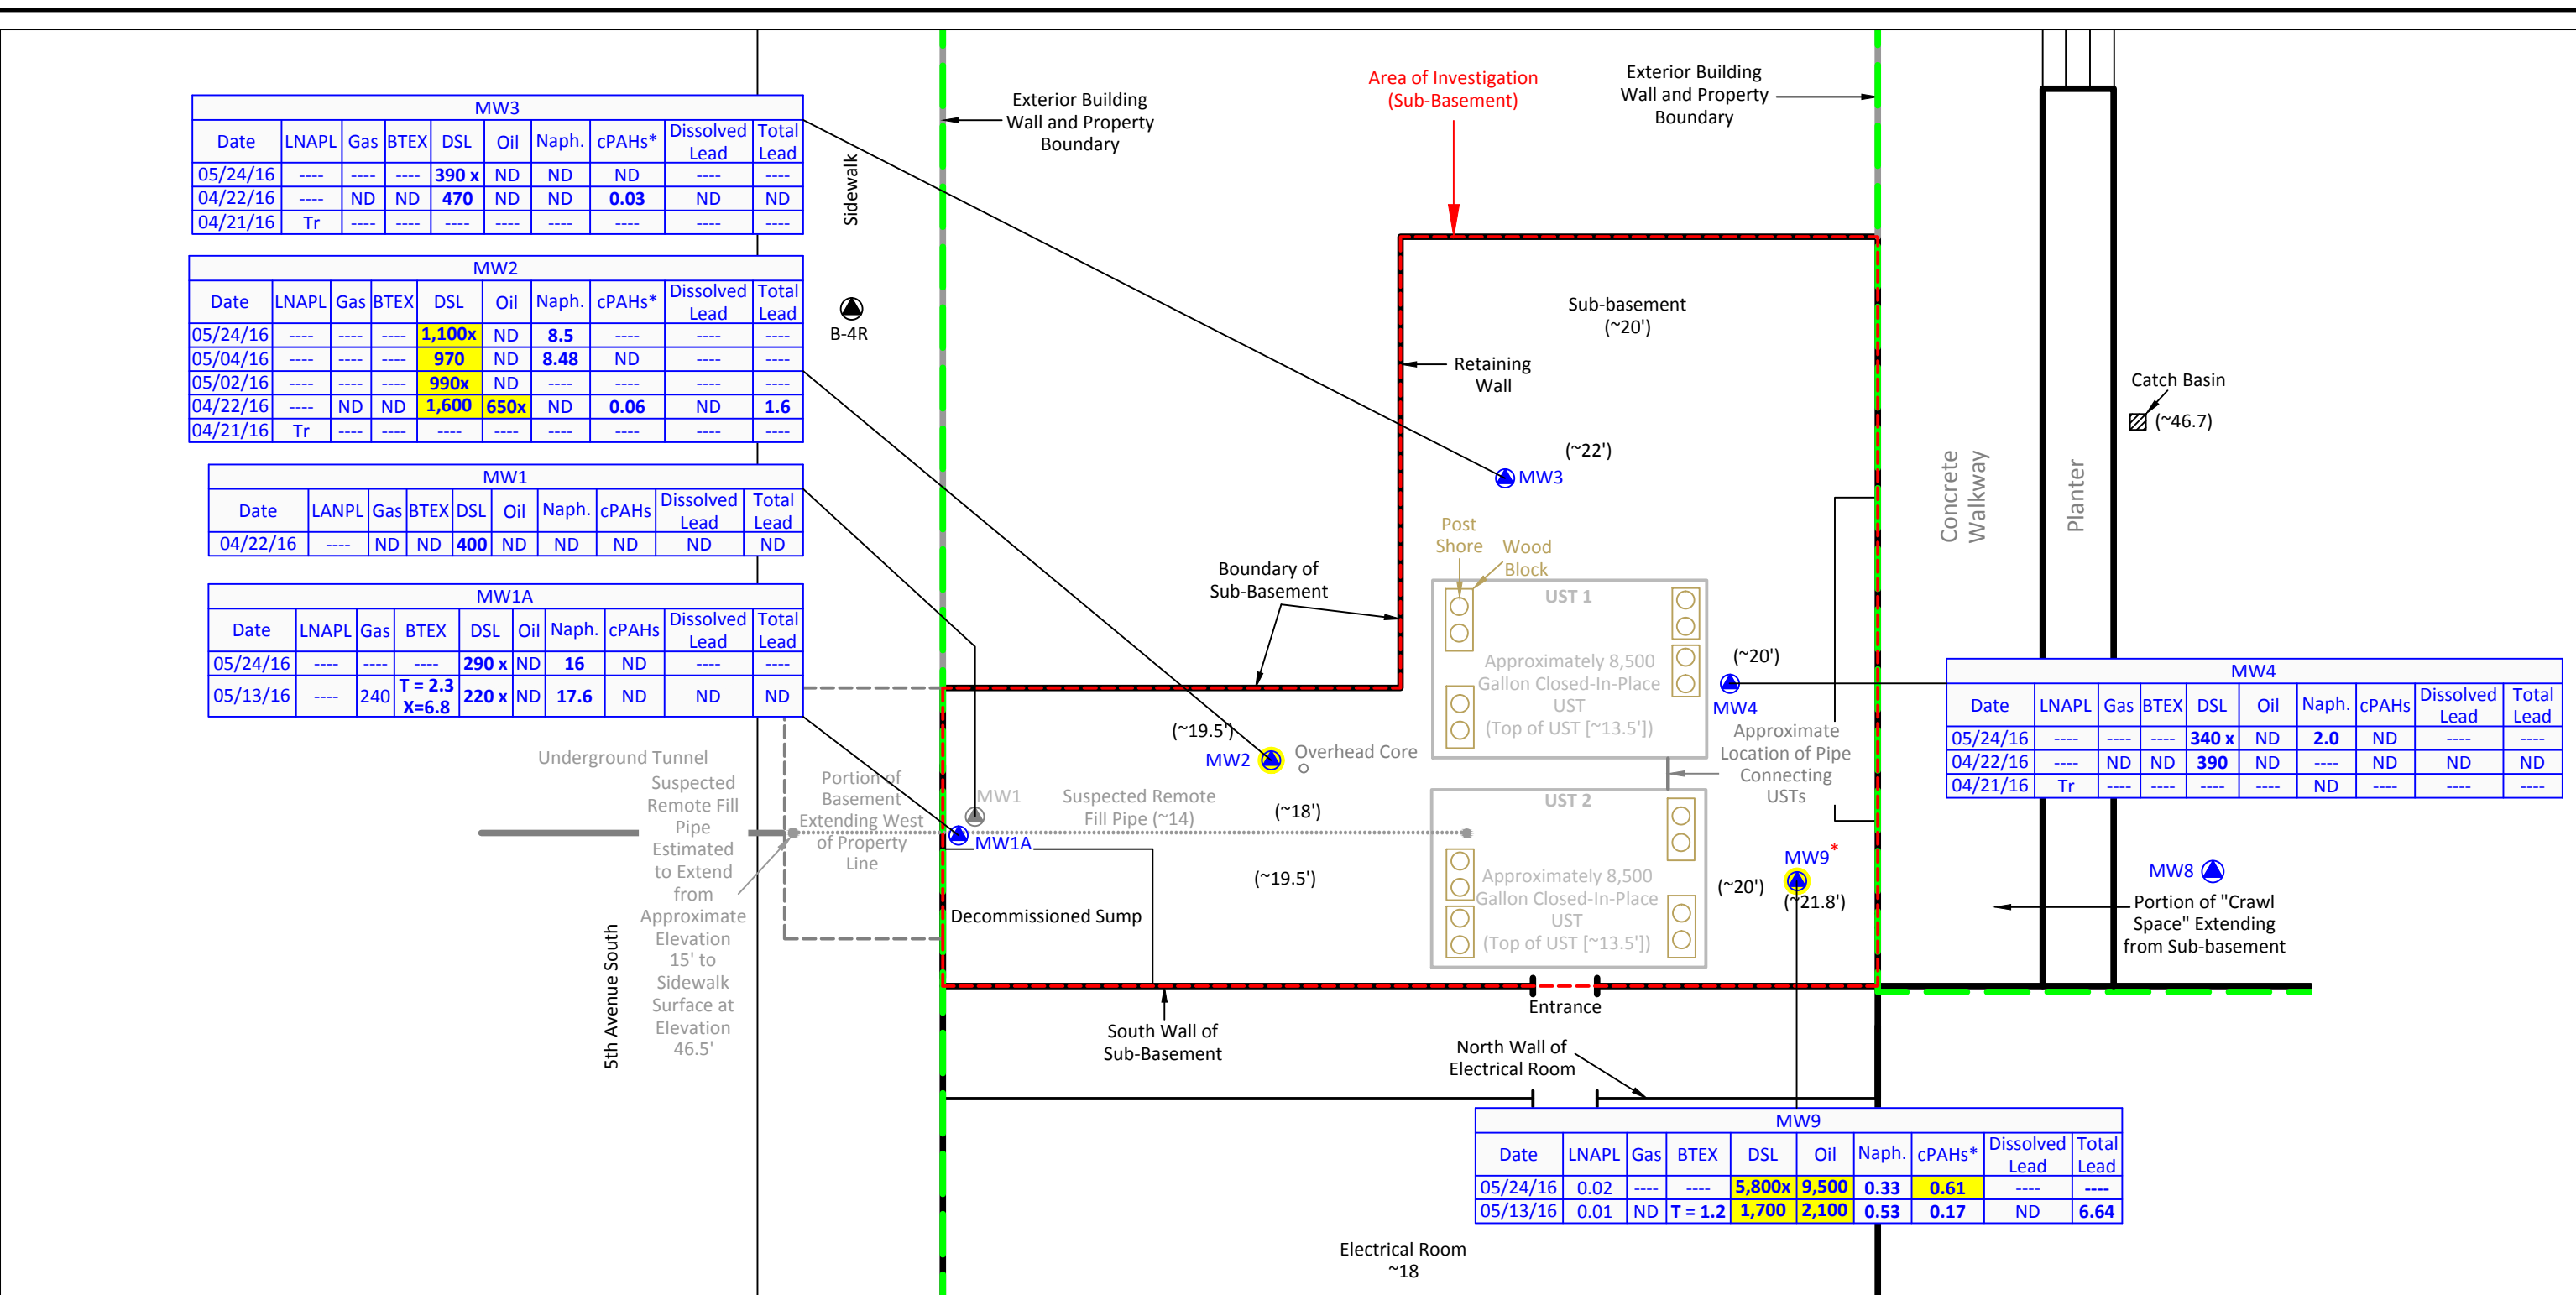 MW3
Date LNAPL Gas BTEX DSL Oil Naph. cPAHs* Dissolved Lead Total Lead
05/24/16 ---- ---- ---- 390 x ND ND ND ---- ----
04/22/16 ---- ND ND 470 ND ND 0.03 ND ND
04/21/16 Tr ---- ---- ---- ---- ---- ---- ---- ----
MW2
Date LNAPL Gas BTEX DSL Oil Naph. cPAHs* Dissolved Lead Total Lead
05/24/16 ---- ---- ---- 1,100x ND 8.5 ---- ---- ----
05/04/16 ---- ---- ---- 970 ND 8.48 ND ---- ----
05/02/16 ---- ---- ---- 990x ND ---- ---- ---- ----
04/22/16 ---- ND ND 1,600 650x ND 0.06 ND 1.6
04/21/16 Tr ---- ---- ---- ---- ---- ---- ---- ----
MW1
Date LANPL Gas BTEX DSL Oil Naph. cPAHs Dissolved Lead Total Lead
04/22/16 ---- ND ND 400 ND ND ND ND ND
MW1A
Date LNAPL Gas BTEX DSL Oil Naph. cPAHs Dissolved Lead Total Lead
05/24/16 ---- ---- ---- 290 x ND 16 ND ---- ----
05/13/16 ---- 240 T = 2.3 X=6.8 220 x ND 17.6 ND ND ND
Sidewalk
B-4R
Exterior Building
Wall and Property
Boundary
Area of Investigation
(Sub-Basement)
Exterior Building
Wall and Property
Boundary
Sub-basement
(~20')
Retaining
Wall
(~22')
MW3
Catch Basin
(~46.7)
Concrete
Walkway
Planter
Post
Shore
Wood
Block
Boundary of
Sub-Basement
UST 1
Approximately 8,500
Gallon Closed-In-Place
UST
(Top of UST [~13.5'])
(~20')
MW4
Approximate
Location of Pipe
Connecting
USTs
MW4
Date LNAPL Gas BTEX DSL Oil Naph. cPAHs Dissolved Lead Total Lead
05/24/16 ---- ---- ---- 340 x ND 2.0 ND ---- ----
04/22/16 ---- ND ND 390 ND ---- ND ND ND
04/21/16 Tr ---- ---- ---- ---- ND ---- ---- ----
(~19.5')
MW2
Overhead Core
Underground Tunnel
Suspected
Remote Fill
Pipe
Estimated
to Extend
from
Approximate
Elevation
15' to
Sidewalk
Surface at
Elevation
46.5'
5th Avenue South
Portion of
Basement
Extending West
of Property
Line
MW1
MW1A
Suspected Remote
Fill Pipe (~14)
(~18')
(~19.5')
Decommissioned Sump
UST 2
Approximately 8,500
Gallon Closed-In-Place
UST
(Top of UST [~13.5'])
MW9*
(~20')
(~21.8')
MW8
Portion of "Crawl
Space" Extending
from Sub-basement
Entrance
South Wall of
Sub-Basement
North Wall of
Electrical Room
MW9
Date LNAPL Gas BTEX DSL Oil Naph. cPAHs* Dissolved Lead Total Lead
05/24/16 0.02 ---- ---- 5,800x 9,500 0.33 0.61 ---- ----
05/13/16 0.01 ND T = 1.2 1,700 2,100 0.53 0.17 ND 6.64
Electrical Room
~18